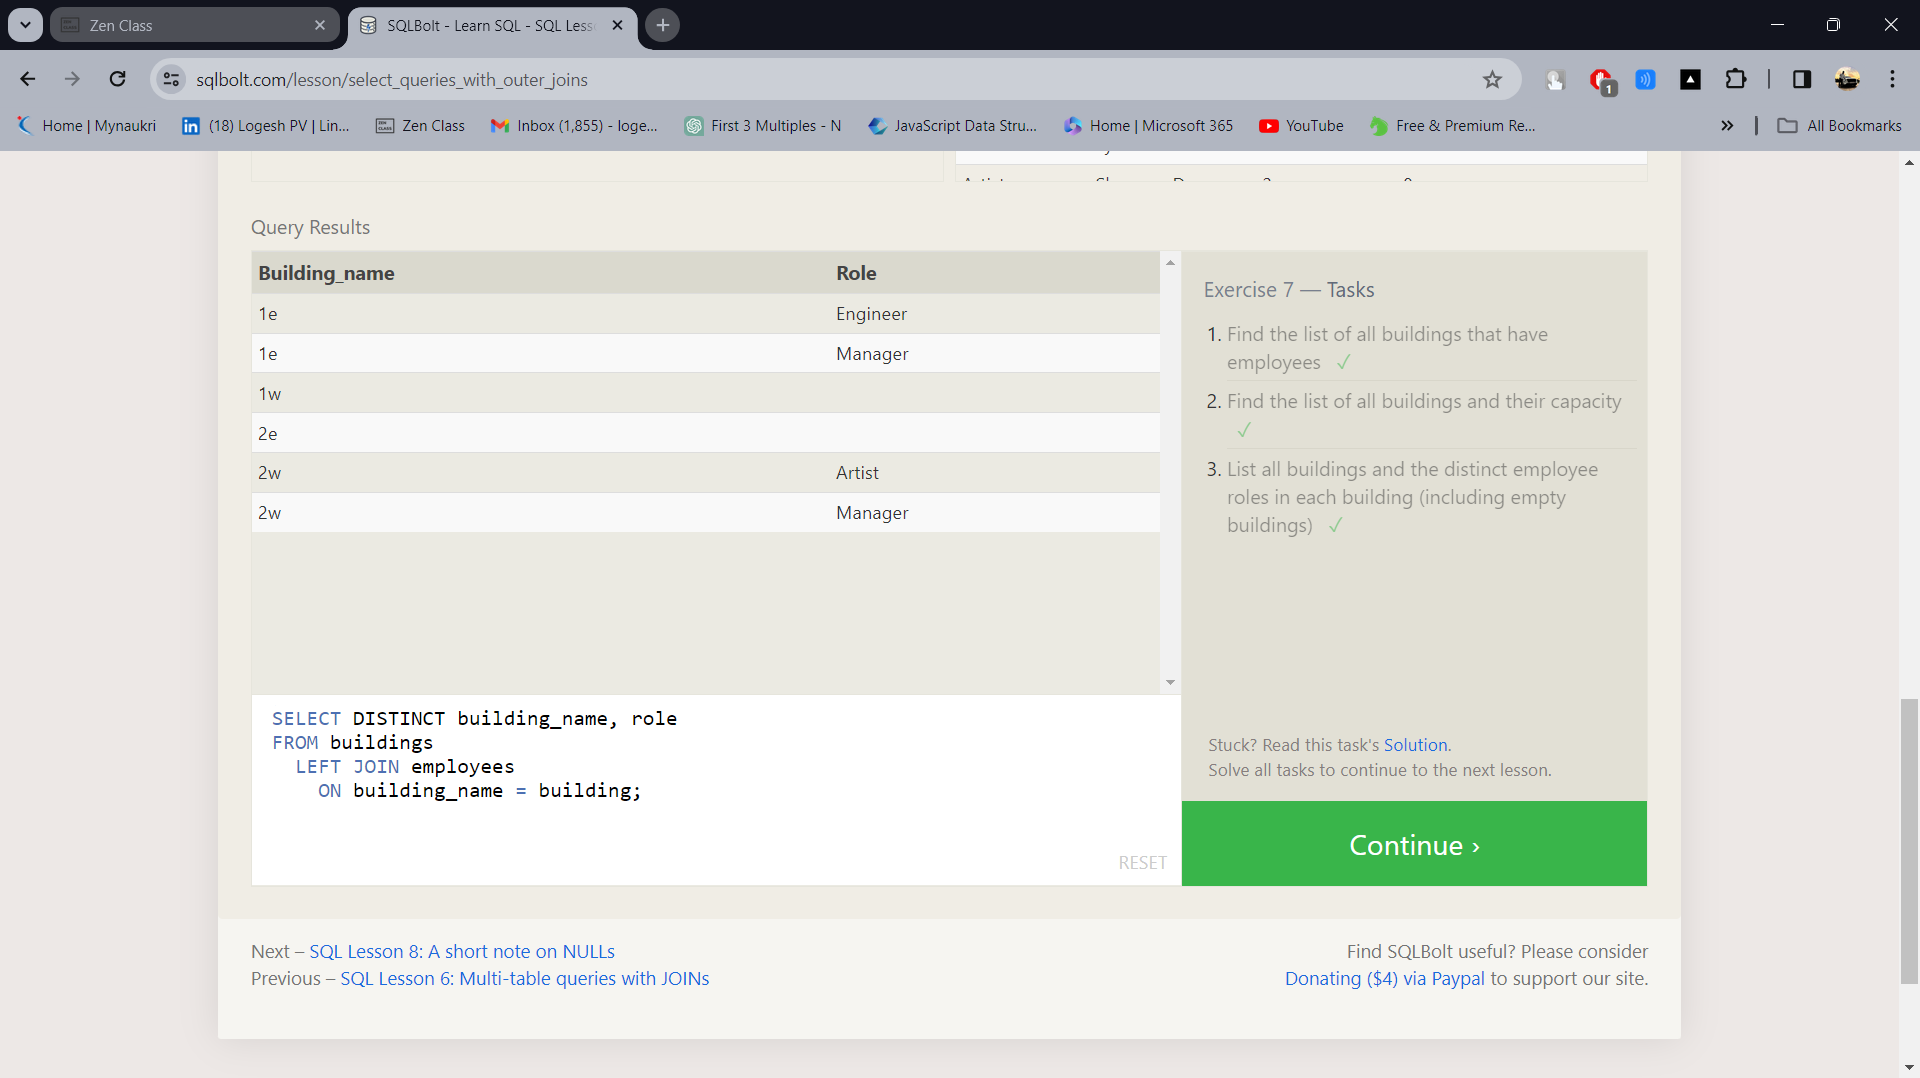 Zen Class
SQLBolt - Learn SQL - SQL Less
sqlbolt.com/lesson/select_queries_with_outer_joins
1
Home | Mynaukri
(18) Logesh PV | Lin...
Zen Class
Inbox (1,855) - loge...
First 3 Multiples - N
JavaScript Data Stru...
Home | Microsoft 365
YouTube
Free & Premium Re...
All Bookmarks
Query Results
Building_name Role
1e Engineer
1e Manager
1w
2e
2w Artist
2w Manager
SELECT DISTINCT building_name, role
FROM buildings
LEFT JOIN employees
ON building_name = building;
RESET
Exercise 7 — Tasks
1. Find the list of all buildings that have
employees ✓
2. Find the list of all buildings and their capacity
✓
3. List all buildings and the distinct employee
roles in each building (including empty
buildings) ✓
Stuck? Read this task's Solution.
Solve all tasks to continue to the next lesson.
Continue ›
Next – SQL Lesson 8: A short note on NULLs
Previous – SQL Lesson 6: Multi-table queries with JOINs
Find SQLBolt useful? Please consider
Donating ($4) via Paypal to support our site.